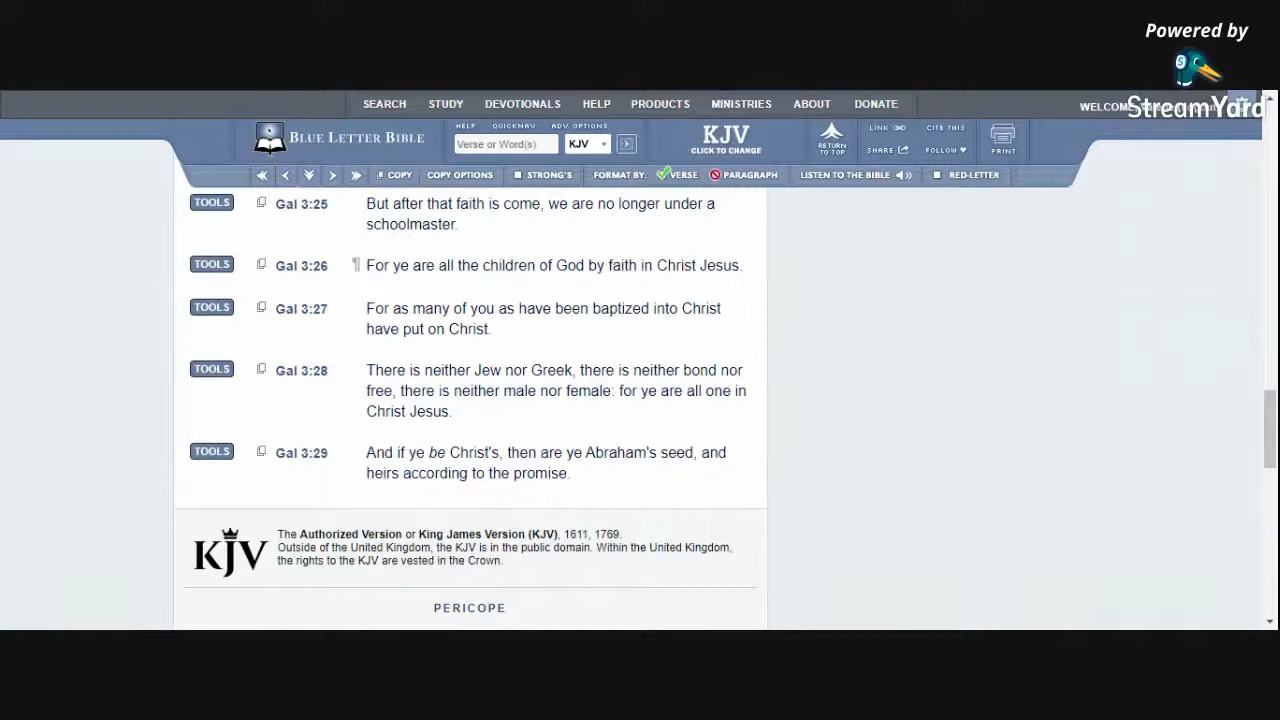 Powered by
StreamYard
SEARCH STUDY DEVOTIONALS HELP PRODUCTS MINISTRIES ABOUT DONATE WELCOME
BLUE LETTER BIBLE
HELP QUICKNAV ADV. OPTIONS
Verse or Word(s) KJV
KJV
CLICK TO CHANGE
RETURN
TO TOP
LINK CITE THIS
SHARE FOLLOW
PRINT
COPY COPY OPTIONS STRONG'S FORMAT BY: VERSE PARAGRAPH LISTEN TO THE BIBLE RED-LETTER
TOOLS Gal 3:25 But after that faith is come, we are no longer under a
schoolmaster.
TOOLS Gal 3:26 ¶ For ye are all the children of God by faith in Christ Jesus.
TOOLS Gal 3:27 For as many of you as have been baptized into Christ
have put on Christ.
TOOLS Gal 3:28 There is neither Jew nor Greek, there is neither bond nor
free, there is neither male nor female: for ye are all one in
Christ Jesus.
TOOLS Gal 3:29 And if ye be Christ's, then are ye Abraham's seed, and
heirs according to the promise.
KJV
The Authorized Version or King James Version (KJV), 1611, 1769.
Outside of the United Kingdom, the KJV is in the public domain. Within the United Kingdom,
the rights to the KJV are vested in the Crown.
PERICOPE